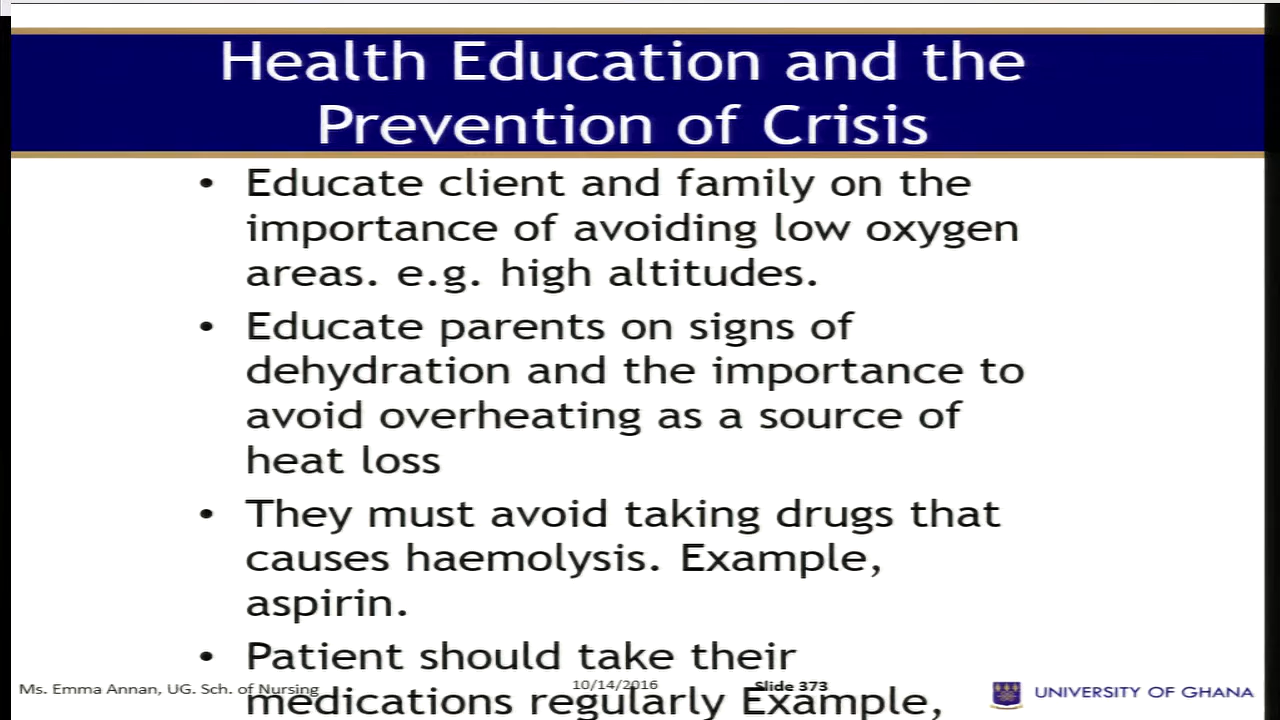 Health Education and the
Prevention of Crisis
• Educate client and family on the
importance of avoiding low oxygen
areas. e.g. high altitudes.
• Educate parents on signs of
dehydration and the importance to
avoid overheating as a source of
heat loss
• They must avoid taking drugs that
causes haemolysis. Example,
aspirin.
• Patient should take their
medications regularly Example,
Ms. Emma Annan, UG. Sch. of Nursing
10/14/2016
Slide 373
UNIVERSITY OF GHANA